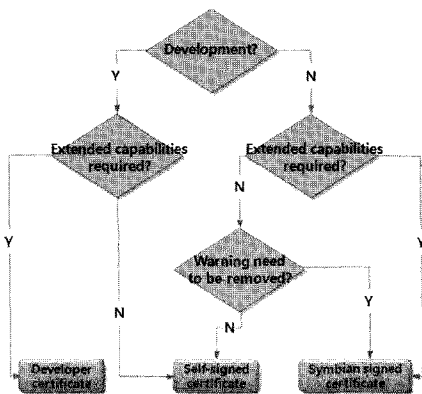 Development?
Y
N
Extended capabilities
required?
Extended capabilities
required?
N
Y
Y
Warning need
to be removed?
Y
N
N
Developer
certificate
Self-signed
certificate
Symbian signed
certificate